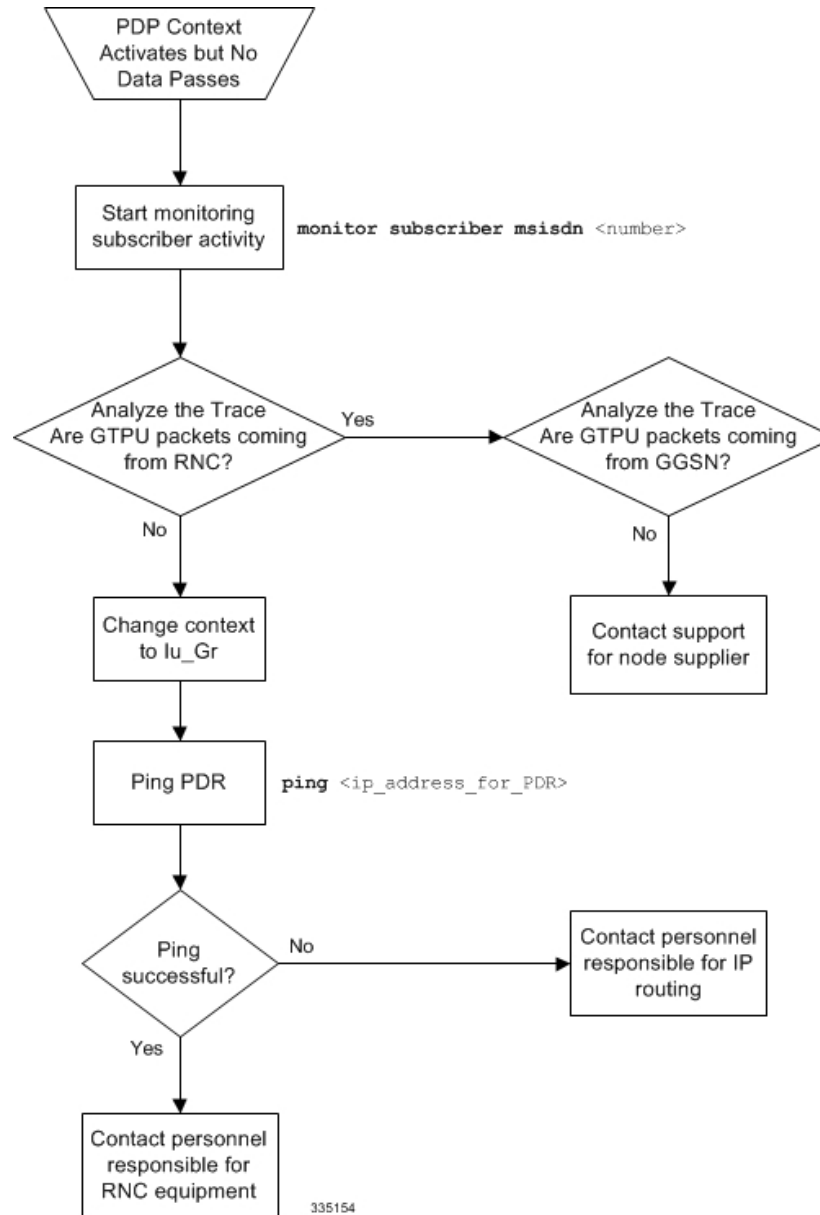 PDP Context
Activates but No
Data Passes
Start monitoring
subscriber activity
monitor subscriber msisdn <number>
Analyze the Trace
Are GTPU packets coming
from RNC?
Yes
Analyze the Trace
Are GTPU packets coming
from GGSN?
No
No
Change context
to Iu_Gr
Contact support
for node supplier
Ping PDR
ping <ip_address_for_PDR>
Ping
successful?
No
Contact personnel
responsible for IP
routing
Yes
Contact personnel
responsible for
RNC equipment
335154